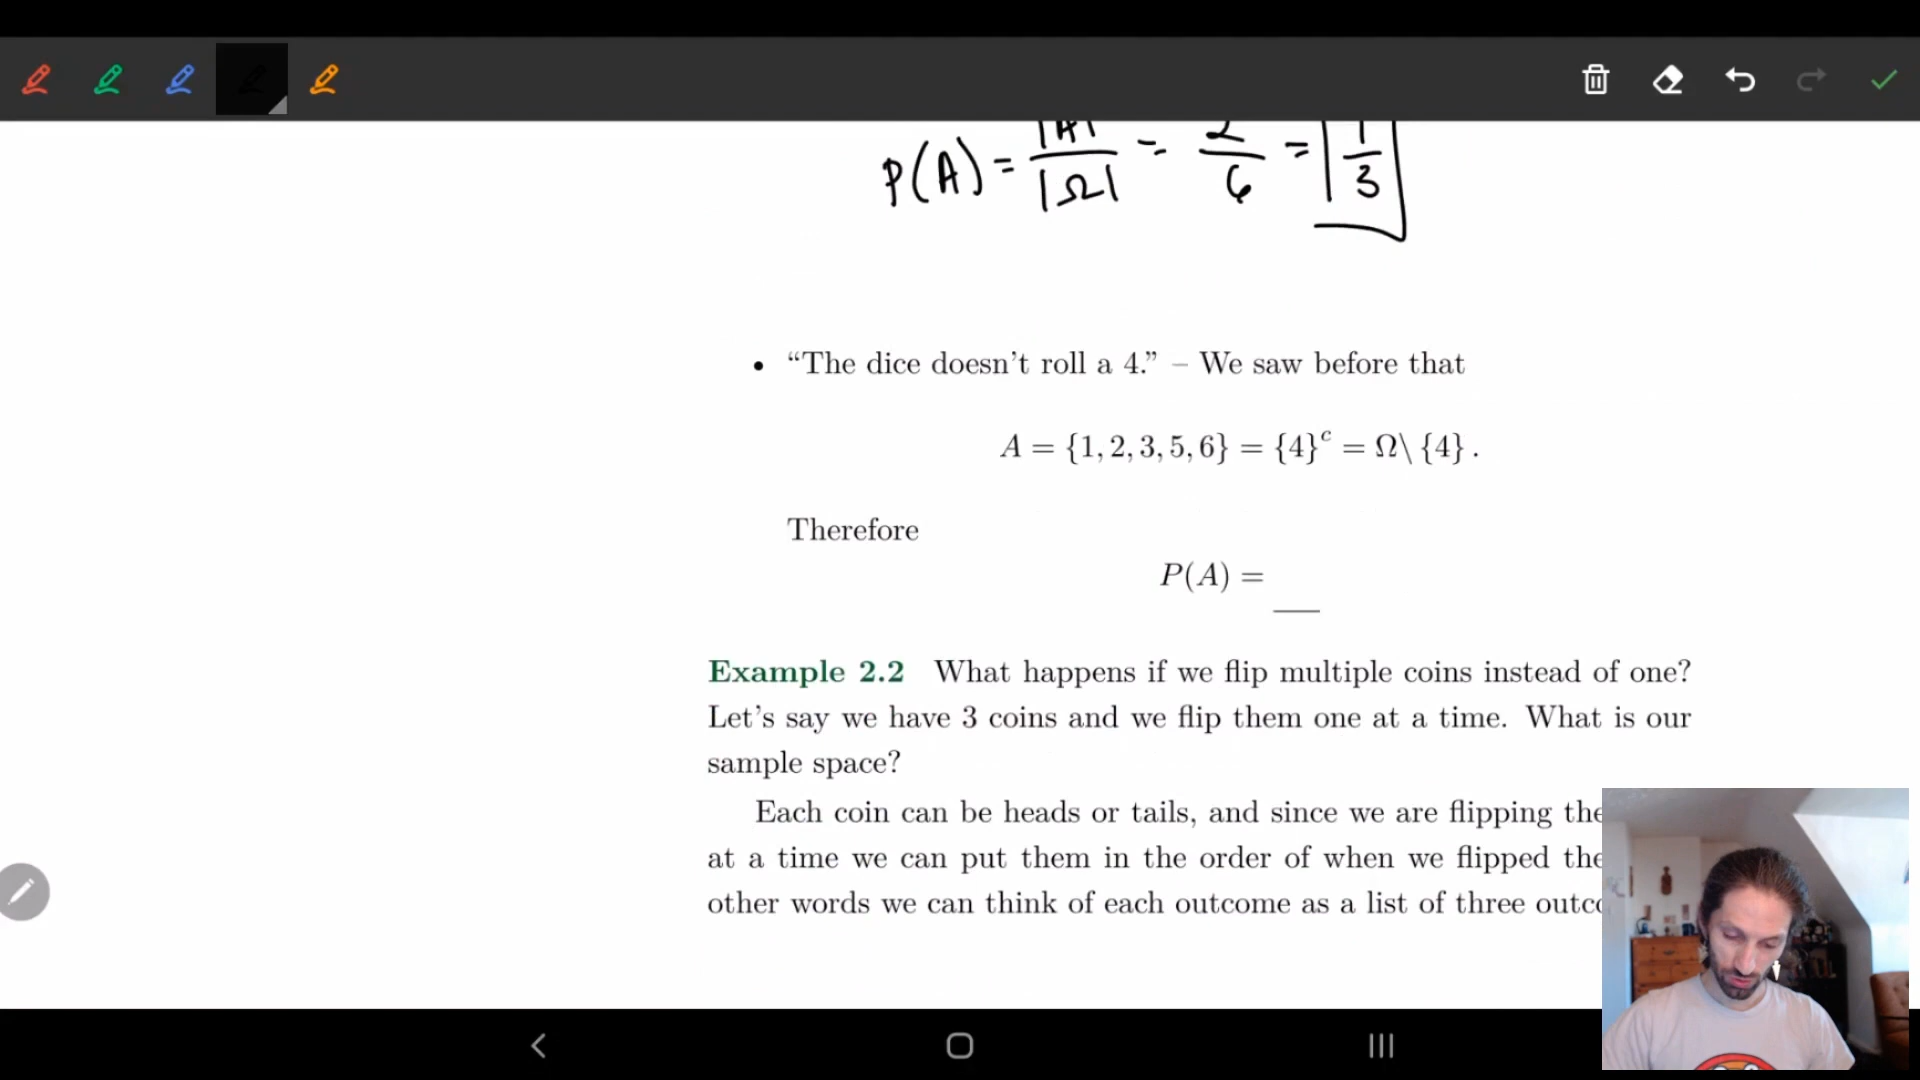 P(A) = |A| / |Ω| = 2 / 6 = 1 / 3
• “The dice doesn’t roll a 4.” – We saw before that
A = {1, 2, 3, 5, 6} = {4}ᶜ = Ω\ {4} .
Therefore
P(A) =
Example 2.2 What happens if we flip multiple coins instead of one?
Let’s say we have 3 coins and we flip them one at a time. What is our
sample space?
Each coin can be heads or tails, and since we are flipping
at a time we can put them in the order of when we flipped
other words we can think of each outcome as a list of three